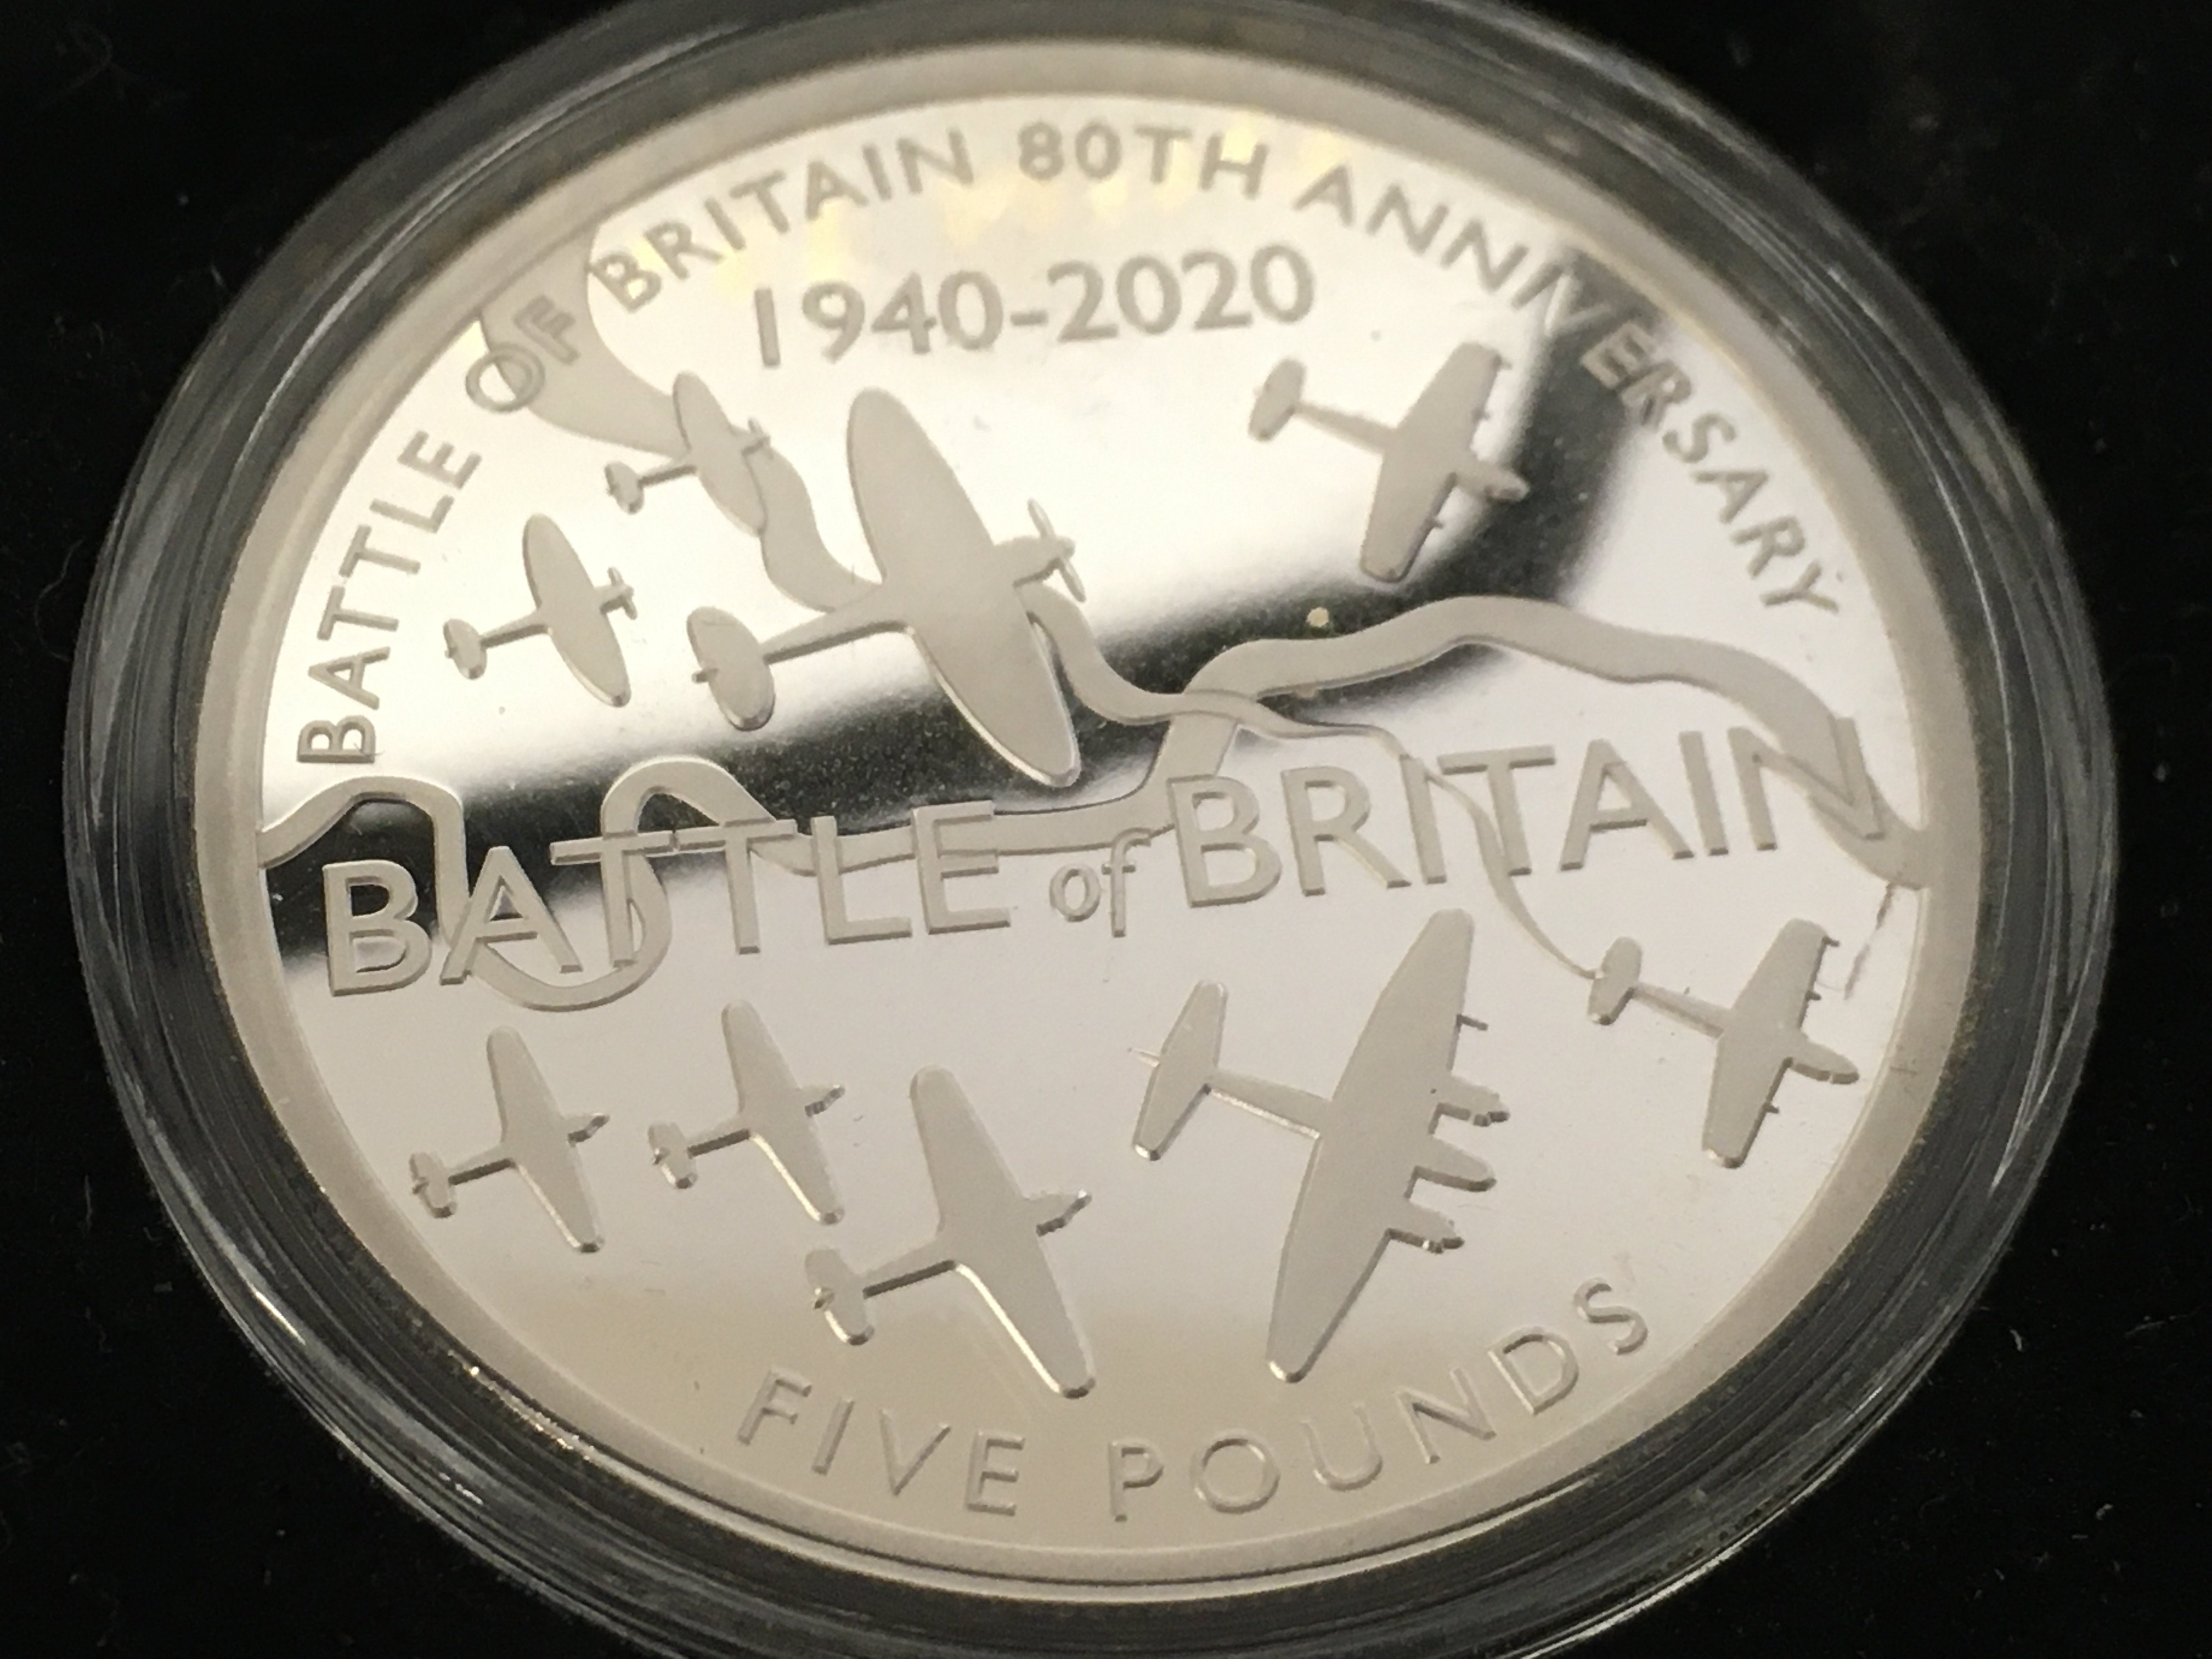 BATTLE OF BRITAIN 80TH ANNIVERSARY
1940-2020
BATTLE of BRITAIN
FIVE POUNDS